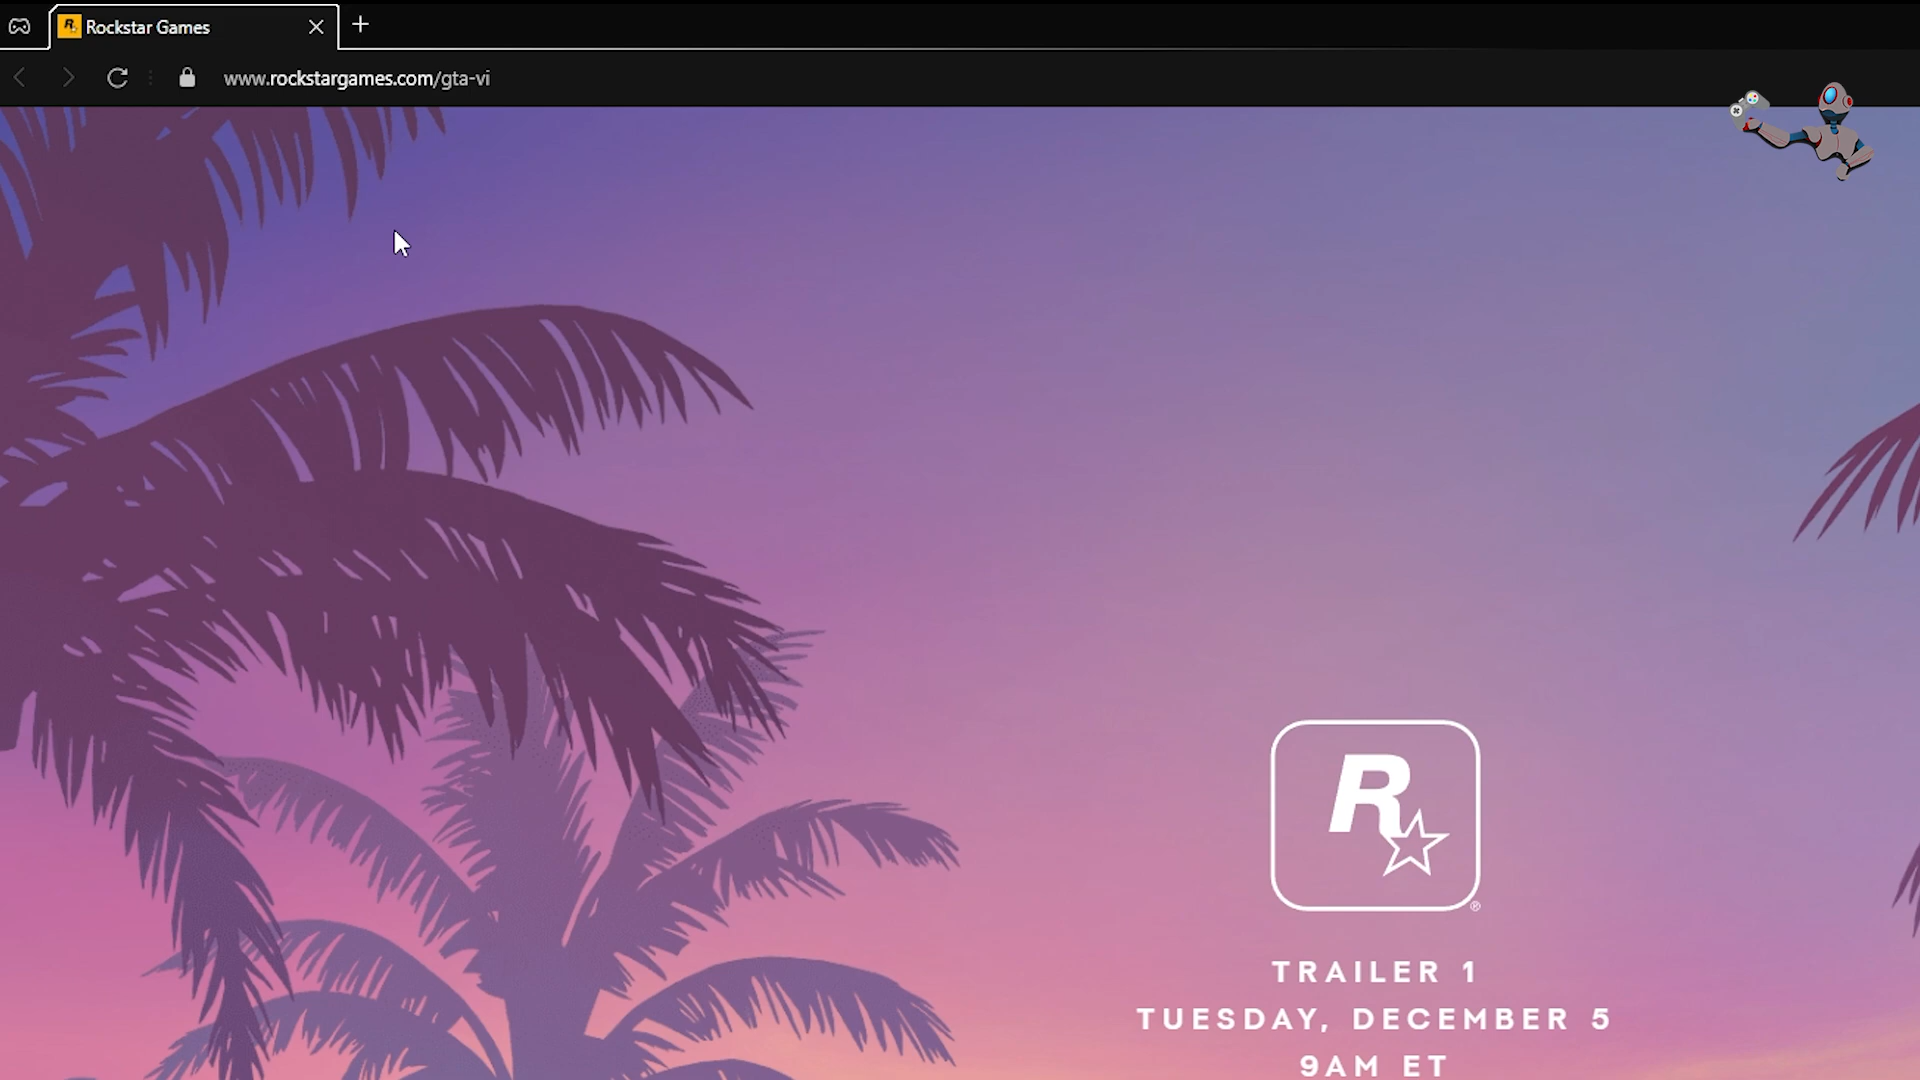 Rockstar Games
www.rockstargames.com/gta-vi
R
®
TRAILER 1
TUESDAY, DECEMBER 5
9AM ET